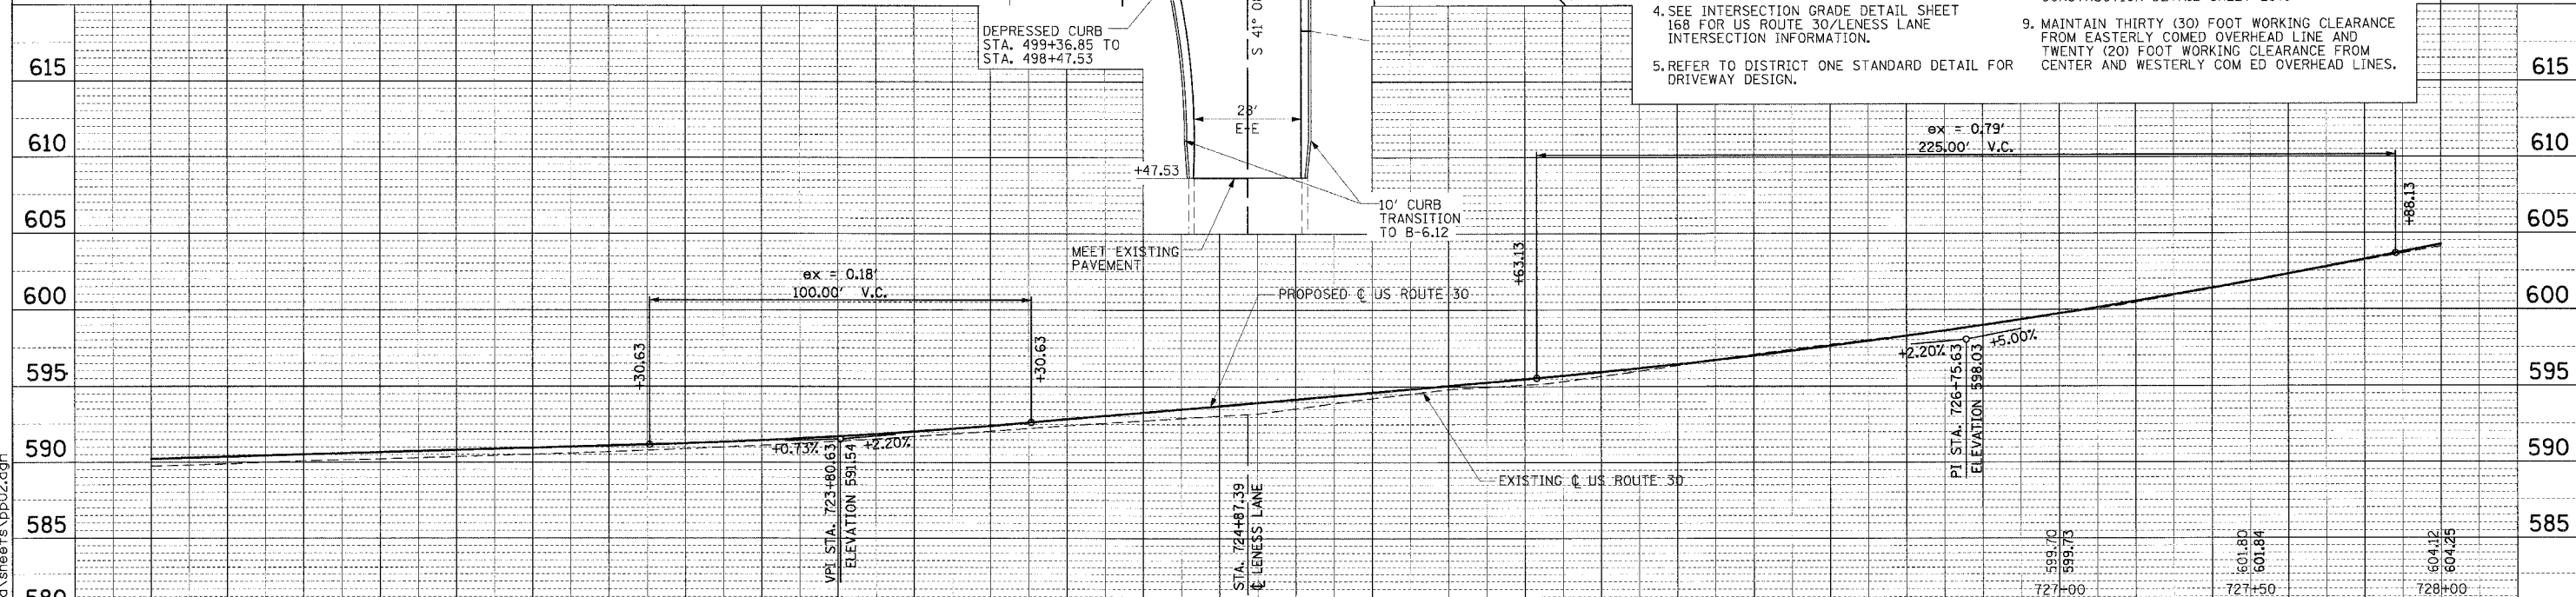 DEPRESSED CURB
STA. 499+36.85 TO
STA. 498+47.53
4. SEE INTERSECTION GRADE DETAIL SHEET
168 FOR US ROUTE 30/LENESS LANE
INTERSECTION INFORMATION.
5. REFER TO DISTRICT ONE STANDARD DETAIL FOR
DRIVEWAY DESIGN.
9. MAINTAIN THIRTY (30) FOOT WORKING CLEARANCE
FROM EASTERLY COMED OVERHEAD LINE AND
TWENTY (20) FOOT WORKING CLEARANCE FROM
CENTER AND WESTERLY COM ED OVERHEAD LINES.
615
610
605
600
595
590
585
580
615
610
605
600
595
590
585
28'
E-E
+47.53
10' CURB
TRANSITION
TO B-6.12
MEET EXISTING
PAVEMENT
ex = 0.18'
100.00' V.C.
+30.63
+30.63
PROPOSED ℄ US ROUTE 30
ex = 0.79'
225.00' V.C.
+63.13
+88.13
+0.73%
+2.20%
VPI STA. 723+80.63
ELEVATION 591.54
STA. 724+87.39
℄ LENESS LANE
EXISTING ℄ US ROUTE 30
+2.20%
+5.00%
PI STA. 726+75.63
ELEVATION 598.03
599.70
599.73
601.80
601.84
604.12
604.25
727+00
727+50
728+00